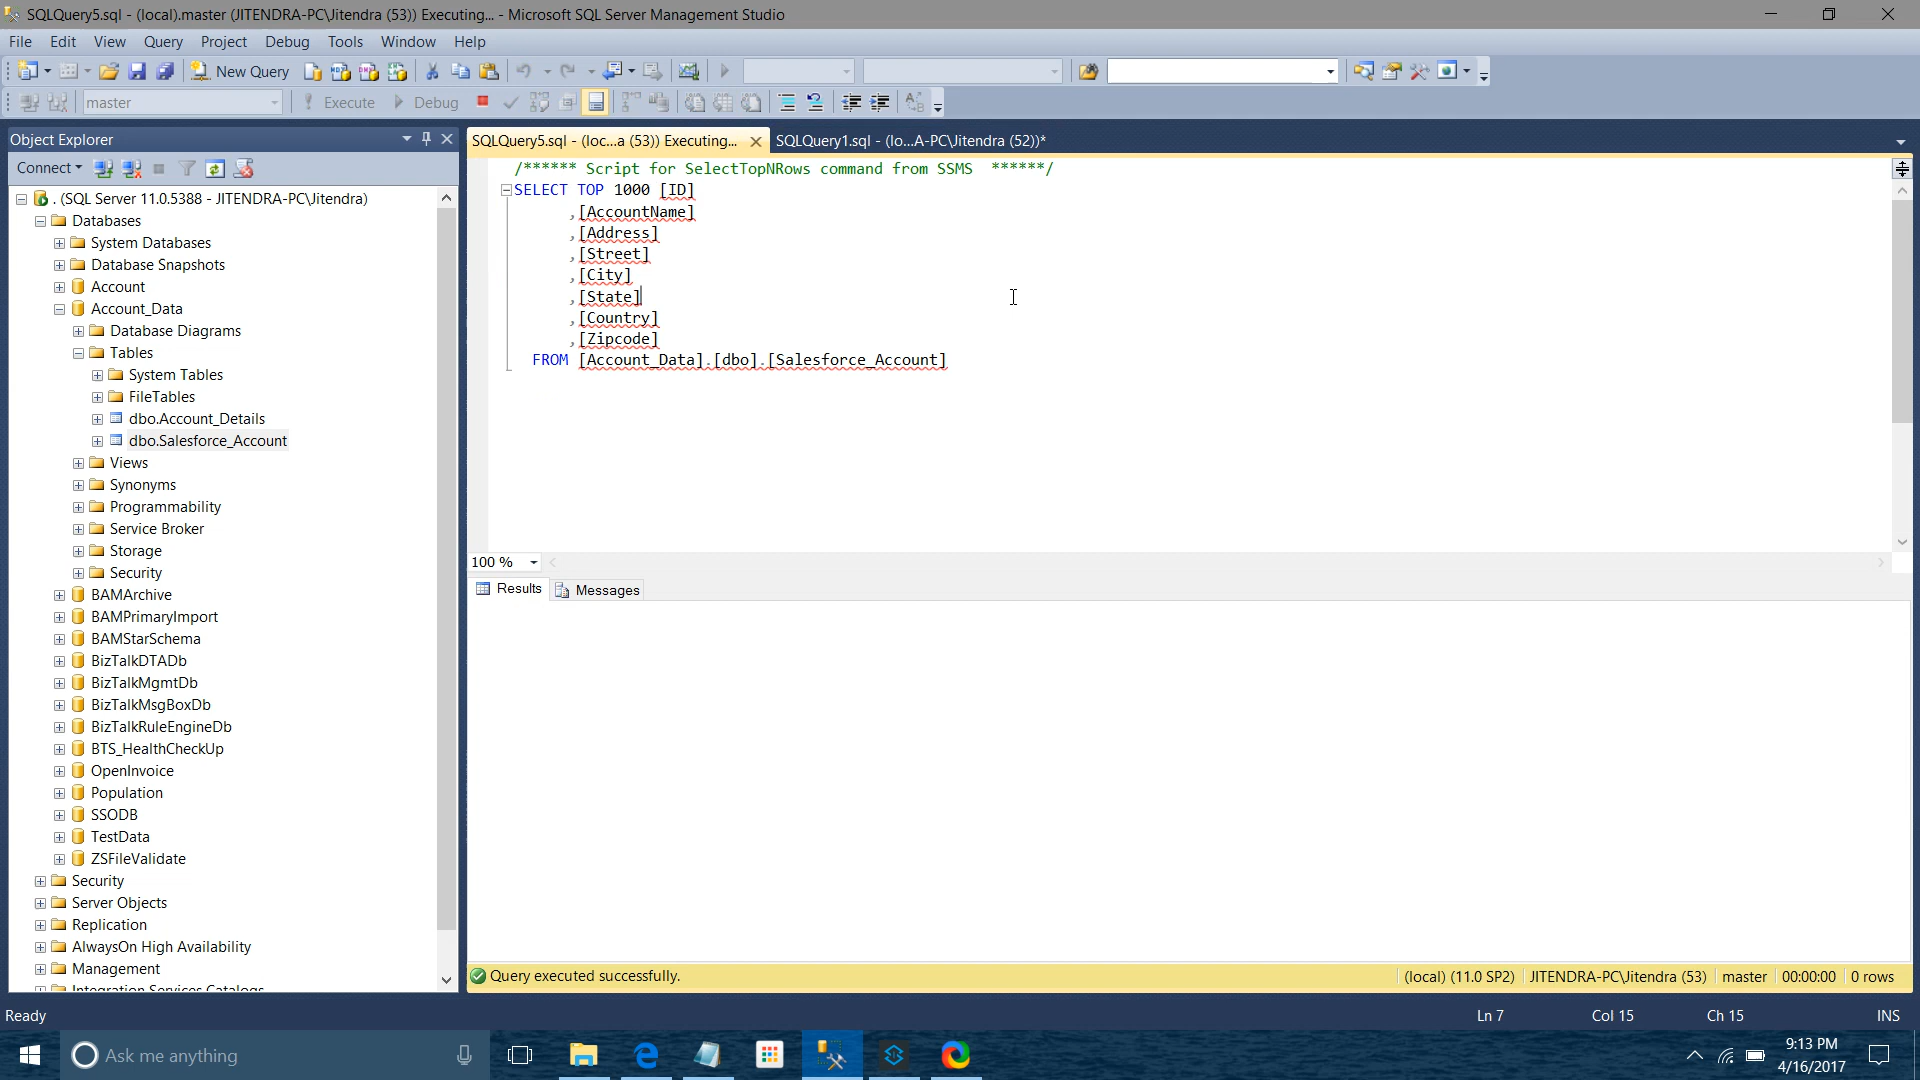 SQLQuery5.sql - (local).master (JITENDRA-PC\Jitendra (53)) Executing... - Microsoft SQL Server Management Studio
File Edit View Query Project Debug Tools Window Help
New Query
master Execute Debug
Object Explorer
Connect
. (SQL Server 11.0.5388 - JITENDRA-PC\Jitendra)
Databases
System Databases
Database Snapshots
Account
Account_Data
Database Diagrams
Tables
System Tables
FileTables
dbo.Account_Details
dbo.Salesforce_Account
Views
Synonyms
Programmability
Service Broker
Storage
Security
BAMArchive
BAMPrimaryImport
BAMStarSchema
BizTalkDTADb
BizTalkMgmtDb
BizTalkMsgBoxDb
BizTalkRuleEngineDb
BTS_HealthCheckUp
OpenInvoice
Population
SSODB
TestData
ZSFileValidate
Security
Server Objects
Replication
AlwaysOn High Availability
Management
Integration Services Catalogs
SQLQuery5.sql - (loc...a (53)) Executing... SQLQuery1.sql - (lo...A-PC\Jitendra (52))*
/****** Script for SelectTopNRows command from SSMS ******/
SELECT TOP 1000 [ID]
,[AccountName]
,[Address]
,[Street]
,[City]
,[State]
,[Country]
,[Zipcode]
FROM [Account_Data].[dbo].[Salesforce_Account]
100 %
Results Messages
Query executed successfully. (local) (11.0 SP2) JITENDRA-PC\Jitendra (53) master 00:00:00 0 rows
Ready Ln 7 Col 15 Ch 15 INS
Ask me anything
9:13 PM
4/16/2017